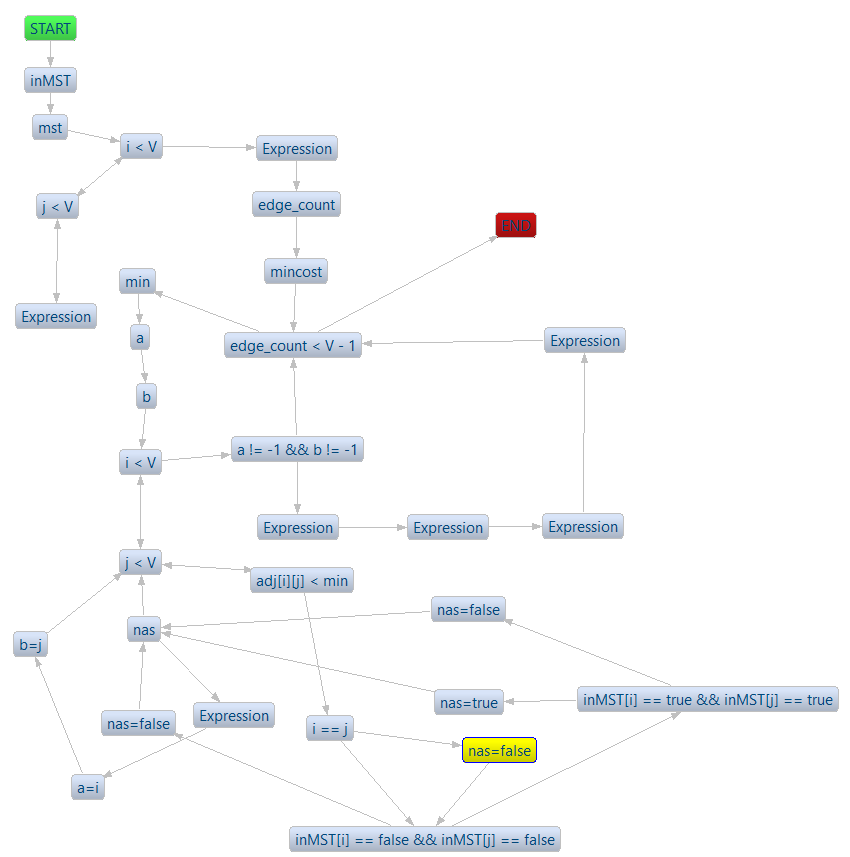 START
inMST
mst
i < V
Expression
j < V
edge_count
END
mincost
min
Expression
a
edge_count < V - 1
Expression
b
a != -1 && b != -1
i < V
Expression
Expression
Expression
j < V
adj[i][j] < min
nas=false
nas
b=j
inMST[i] == true && inMST[j] == true
nas=true
Expression
nas=false
i == j
nas=false
a=i
inMST[i] == false && inMST[j] == false